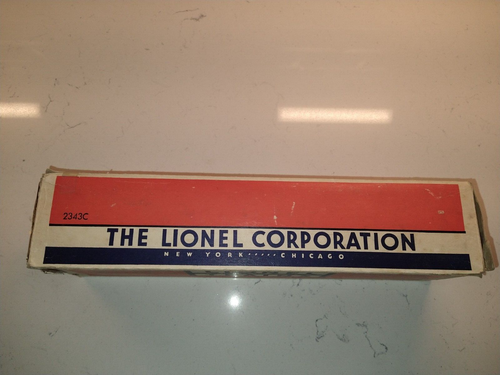 2343C
THE LIONEL CORPORATION
NEW YORK · · · · · CHICAGO